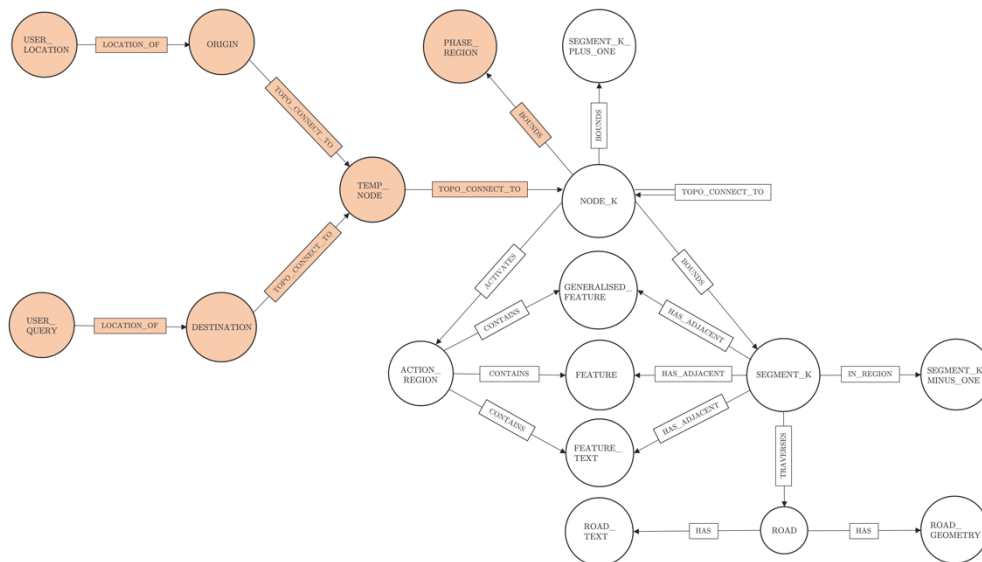 USER_
LOCATION
LOCATION_OF
ORIGIN
PHASE_
REGION
SEGMENT_K_
PLUS_ONE
TOPO_CONNECT_TO
BOUNDS
BOUNDS
TEMP_
NODE
TOPO_CONNECT_TO
NODE_K
TOPO_CONNECT_TO
TOPO_CONNECT_TO
ACTIVATES
BOUNDS
GENERALISED_
FEATURE
CONTAINS
HAS_ADJACENT
USER_
QUERY
LOCATION_OF
DESTINATION
ACTION_
REGION
CONTAINS
FEATURE
HAS_ADJACENT
SEGMENT_K
IN_REGION
SEGMENT_K
MINUS_ONE
CONTAINS
HAS_ADJACENT
FEATURE_
TEXT
TRAVERSES
ROAD_
TEXT
HAS
ROAD
HAS
ROAD_
GEOMETRY